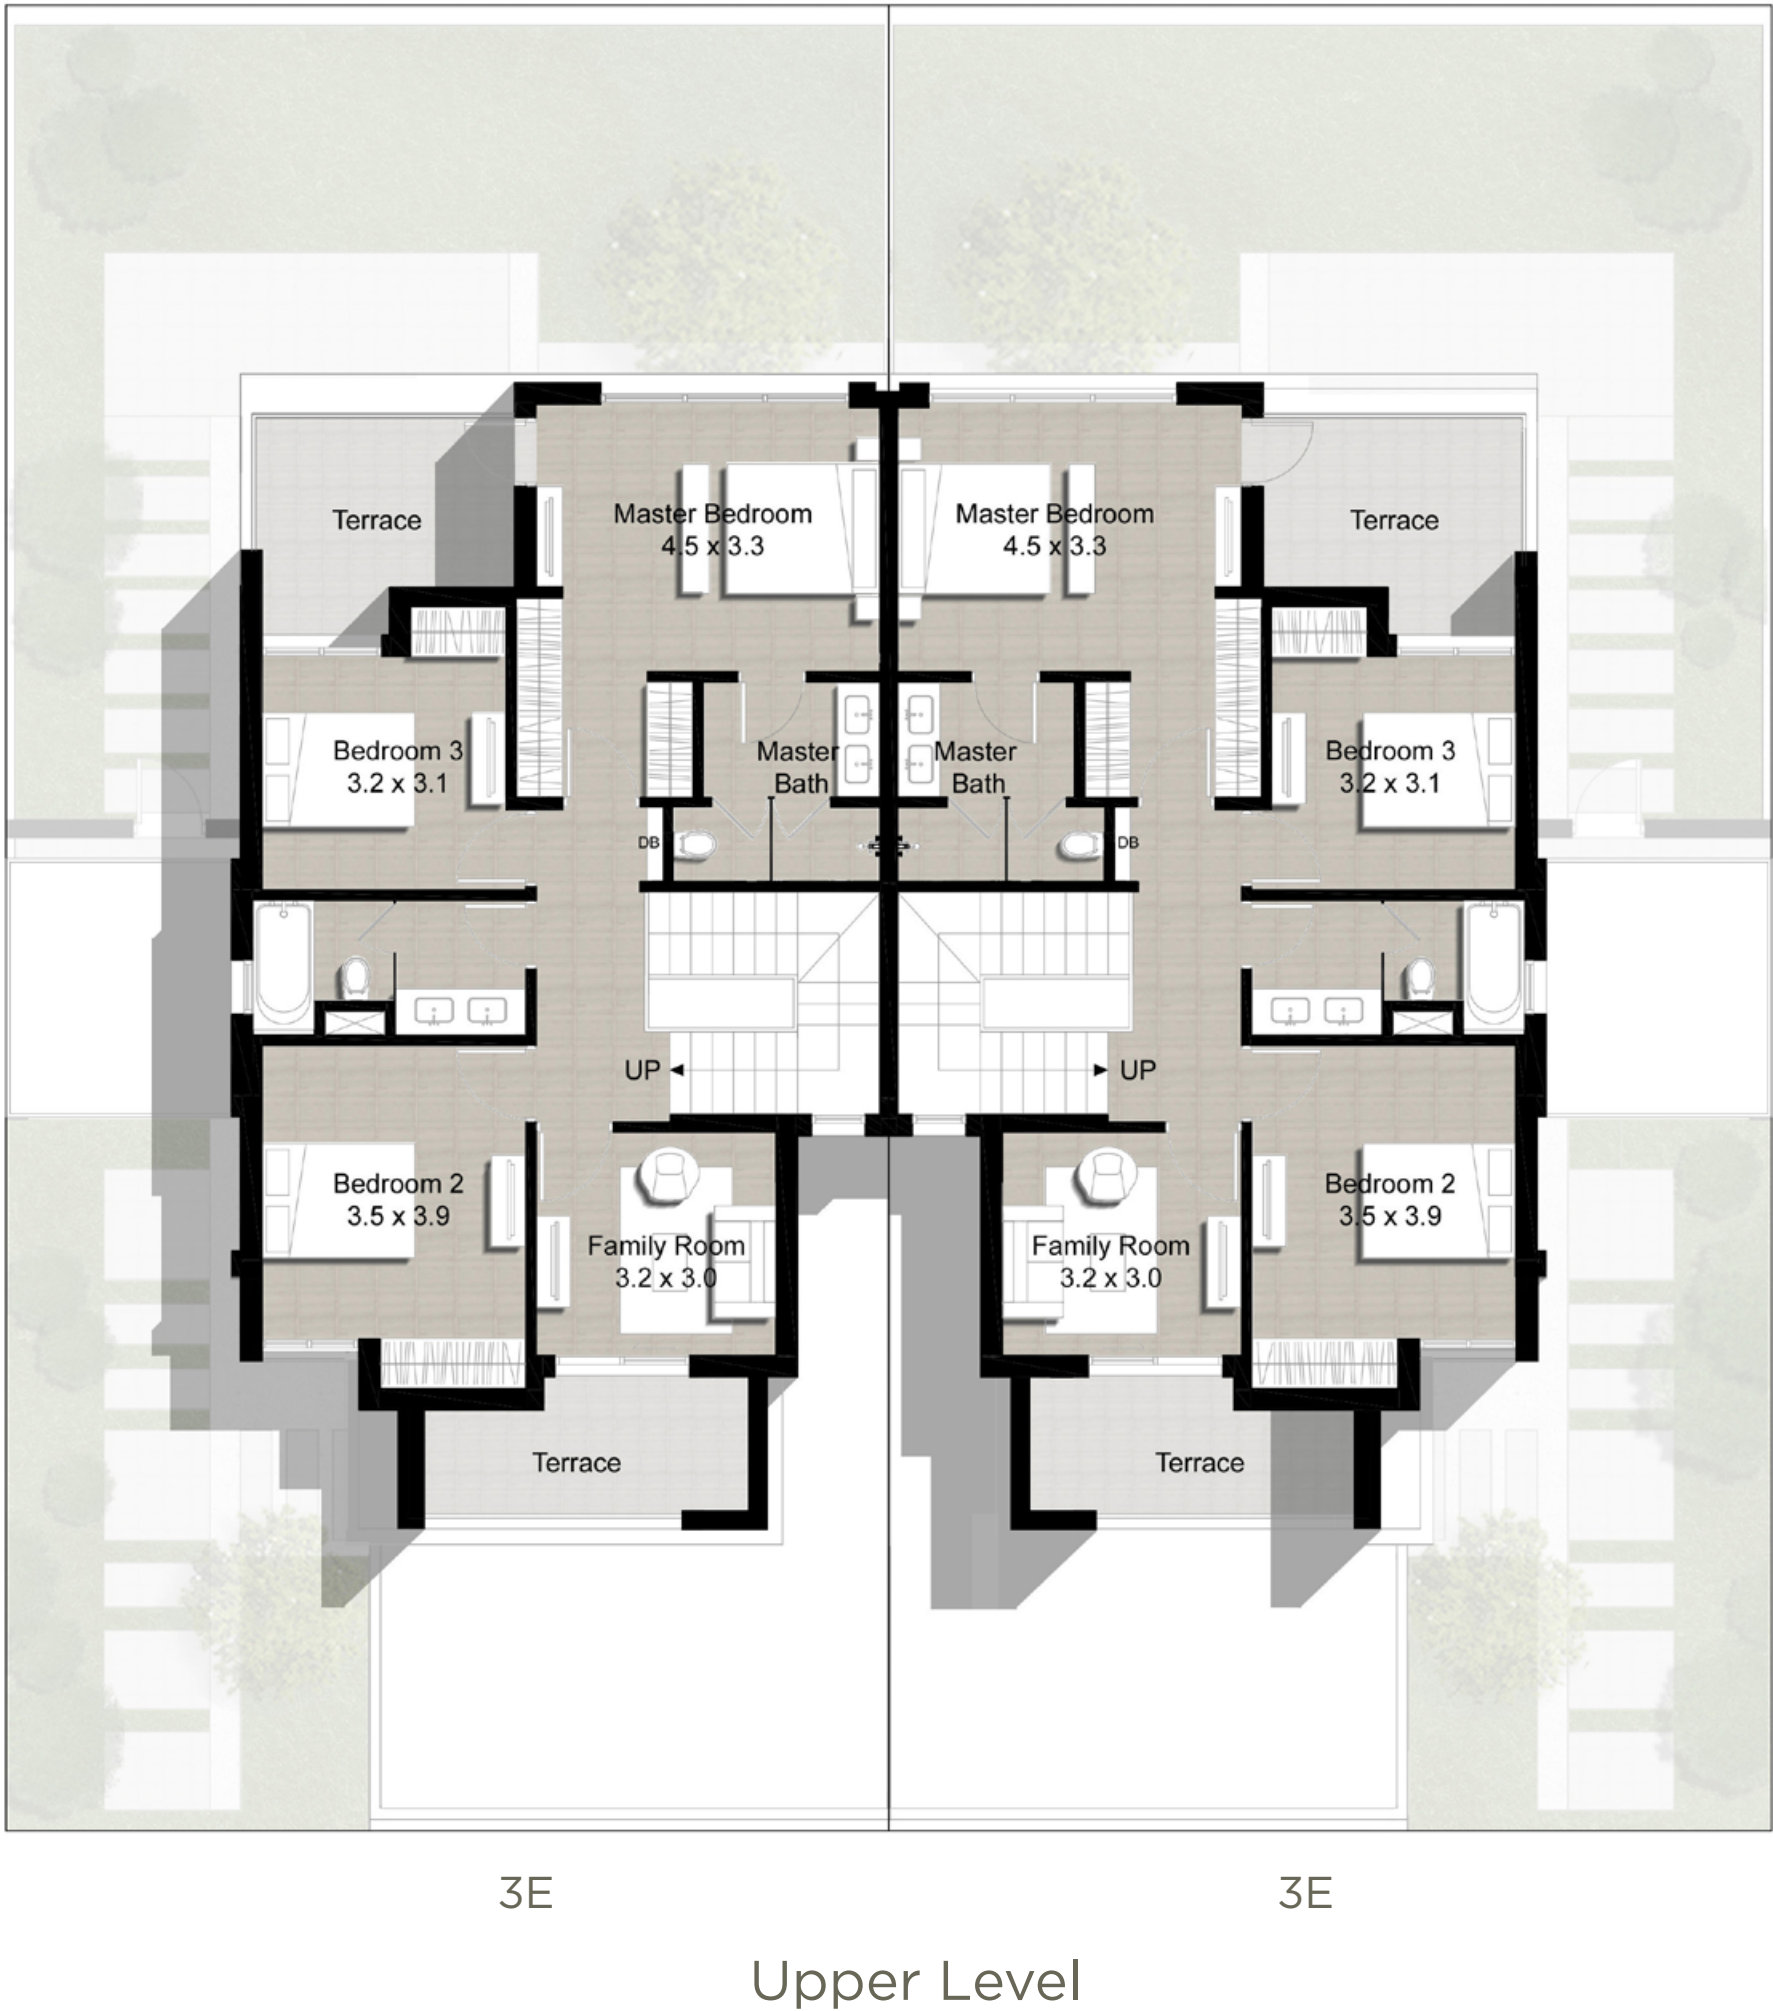 Master Bedroom
4.5 x 3.3
Master Bedroom
4.5 x 3.3
Terrace
Terrace
Bedroom 3
3.2 x 3.1
Master
Bath
Master
Bath
Bedroom 3
3.2 x 3.1
DB
DB
UP
UP
Bedroom 2
3.5 x 3.9
Bedroom 2
3.5 x 3.9
Family Room
3.2 x 3.0
Family Room
3.2 x 3.0
Terrace
Terrace
3E
3E
Upper Level